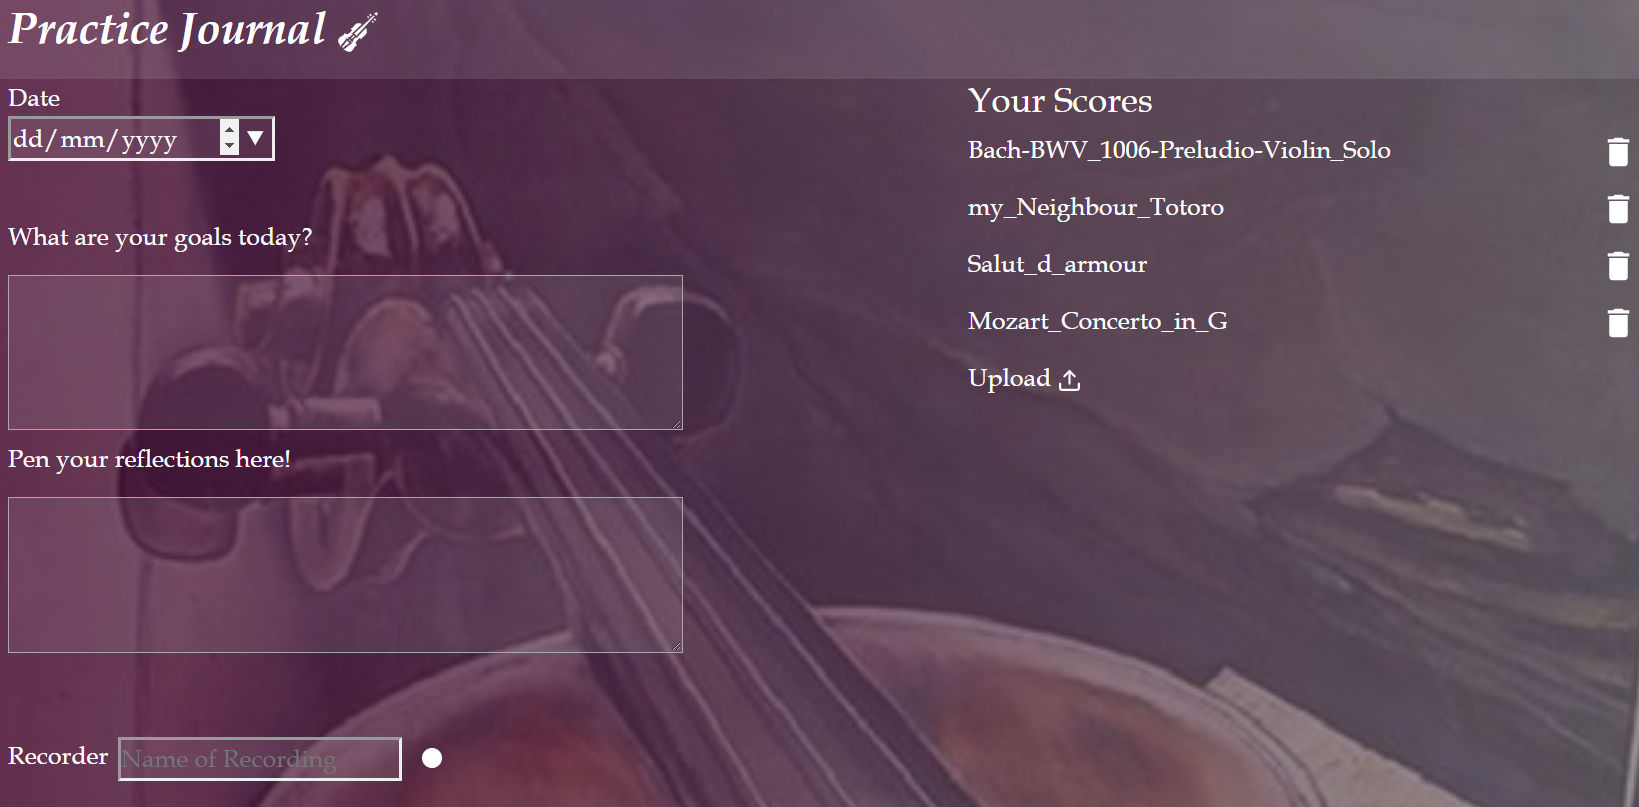 Practice Journal
Date
dd/mm/yyyy
What are your goals today?
Pen your reflections here!
Recorder Name of Recording
Your Scores
Bach-BWV_1006-Preludio-Violin_Solo
my_Neighbour_Totoro
Salut_d_armour
Mozart_Concerto_in_G
Upload